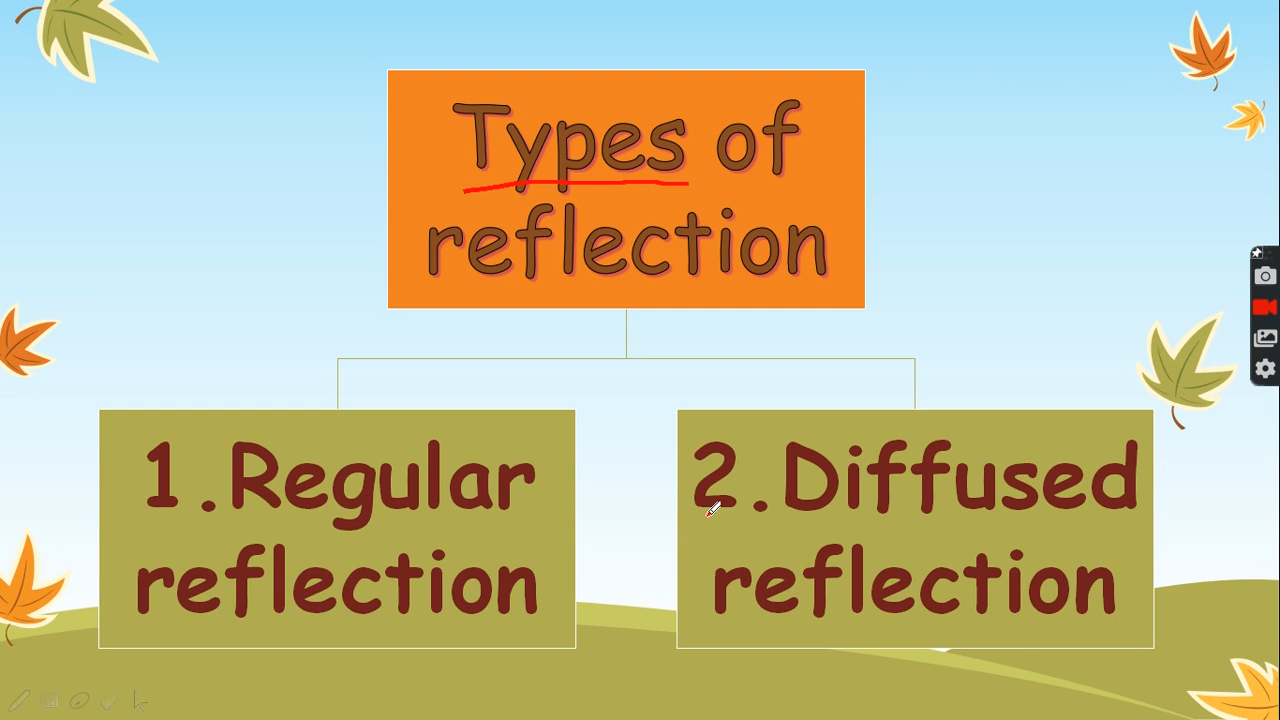 Types of
reflection
1.Regular
reflection
2.Diffused
reflection